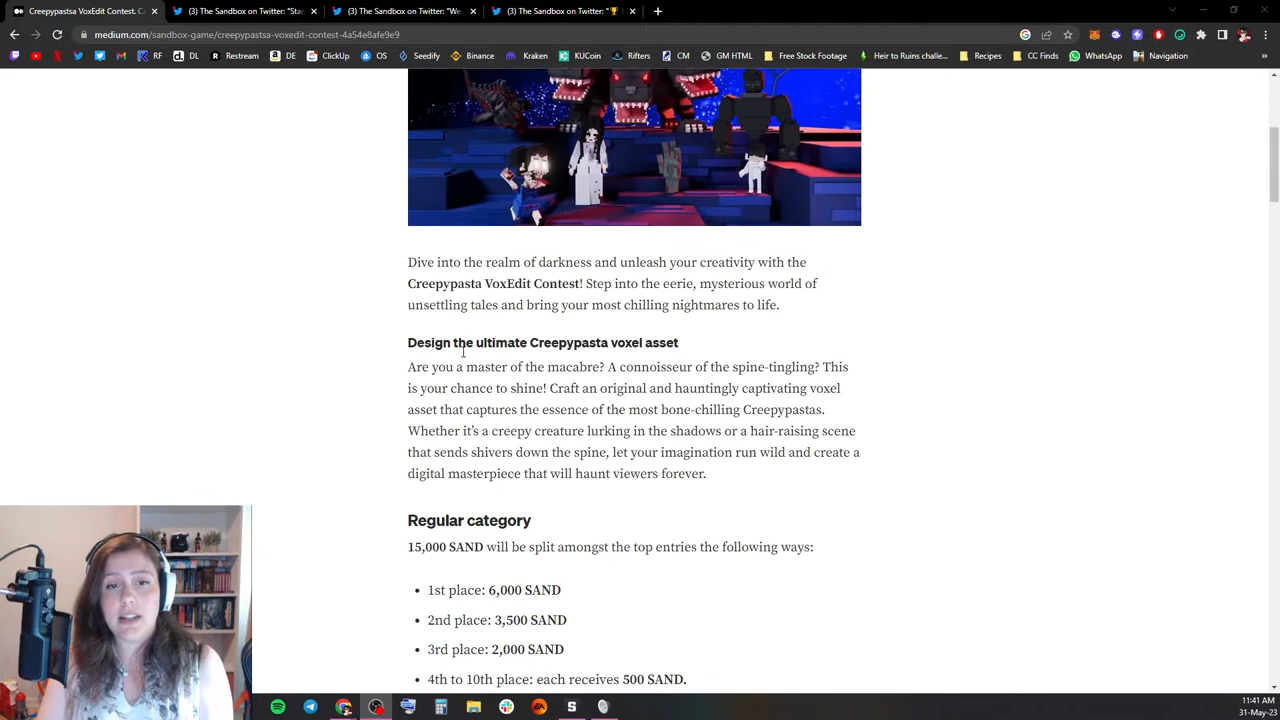 Creepypastsa VoxEdit Contest. C
(3) The Sandbox on Twitter: "Star
(3) The Sandbox on Twitter: "We
(3) The Sandbox on Twitter: "🏆
medium.com/sandbox-game/creepypastsa-voxedit-contest-4a54e8afe9e9
RF
DL
Restream
DE
ClickUp
OS
Seedify
Binance
Kraken
KUCoin
Rifters
CM
GM HTML
Free Stock Footage
Heir to Ruins challe...
Recipes
CC Finds
WhatsApp
Navigation
»
Dive into the realm of darkness and unleash your creativity with the
Creepypasta VoxEdit Contest! Step into the eerie, mysterious world of
unsettling tales and bring your most chilling nightmares to life.
Design the ultimate Creepypasta voxel asset
Are you a master of the macabre? A connoisseur of the spine-tingling? This
is your chance to shine! Craft an original and hauntingly captivating voxel
asset that captures the essence of the most bone-chilling Creepypastas.
Whether it's a creepy creature lurking in the shadows or a hair-raising scene
that sends shivers down the spine, let your imagination run wild and create a
digital masterpiece that will haunt viewers forever.
Regular category
15,000 SAND will be split amongst the top entries the following ways:
• 1st place: 6,000 SAND
• 2nd place: 3,500 SAND
• 3rd place: 2,000 SAND
• 4th to 10th place: each receives 500 SAND.
11:41 AM
31-May-23